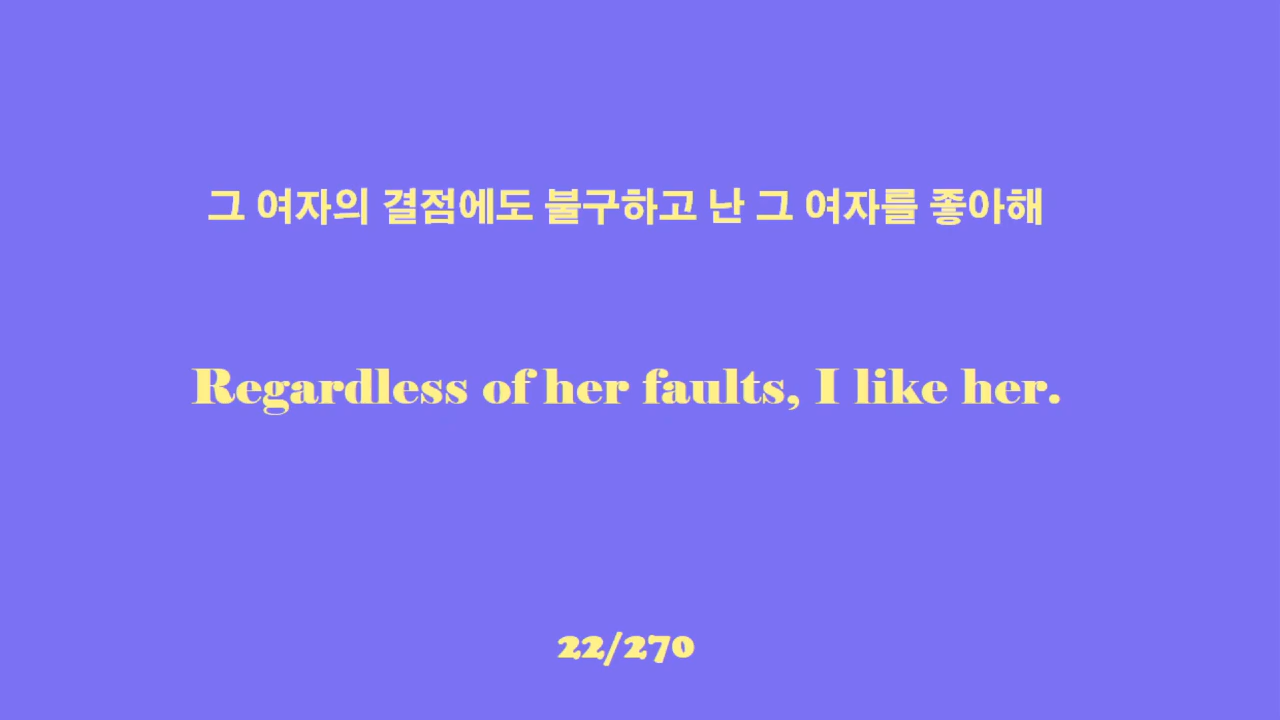 그 여자의 결점에도 불구하고 난 그 여자를 좋아해
Regardless of her faults, I like her.
22/270